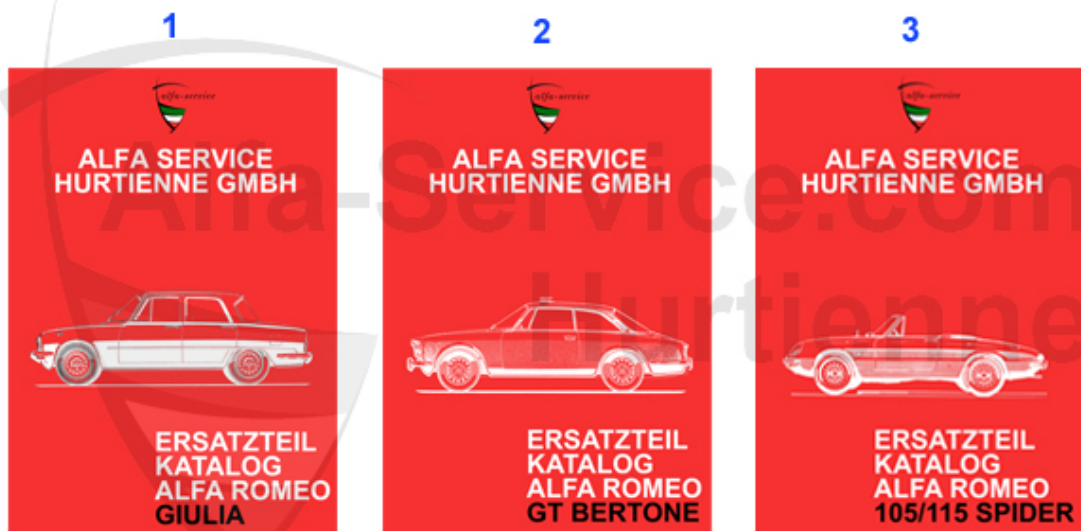 1
2
3
alfa-service
ALFA SERVICE
HURTIENNE GMBH
ERSATZTEIL
KATALOG
ALFA ROMEO
GIULIA
alfa-service
ALFA SERVICE
HURTIENNE GMBH
ERSATZTEIL
KATALOG
ALFA ROMEO
GT BERTONE
alfa-service
ALFA SERVICE
HURTIENNE GMBH
ERSATZTEIL
KATALOG
ALFA ROMEO
105/115 SPIDER
Alfa-Service.com
Hurtienne